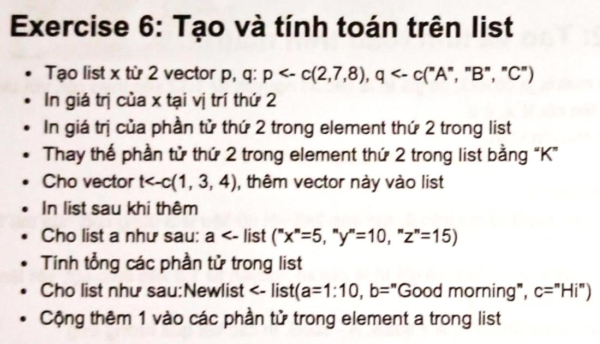 Exercise 6: Tạo và tính toán trên list
• Tạo list x từ 2 vector p, q: p <- c(2,7,8), q <- c("A", "B", "C")
• In giá trị của x tại vị trí thứ 2
• In giá trị của phần tử thứ 2 trong element thứ 2 trong list
• Thay thế phần tử thứ 2 trong element thứ 2 trong list bằng “K”
• Cho vector t<-c(1, 3, 4), thêm vector này vào list
• In list sau khi thêm
• Cho list a như sau: a <- list ("x"=5, "y"=10, "z"=15)
• Tính tổng các phần tử trong list
• Cho list như sau:Newlist <- list(a=1:10, b="Good morning", c="Hi")
• Cộng thêm 1 vào các phần tử trong element a trong list